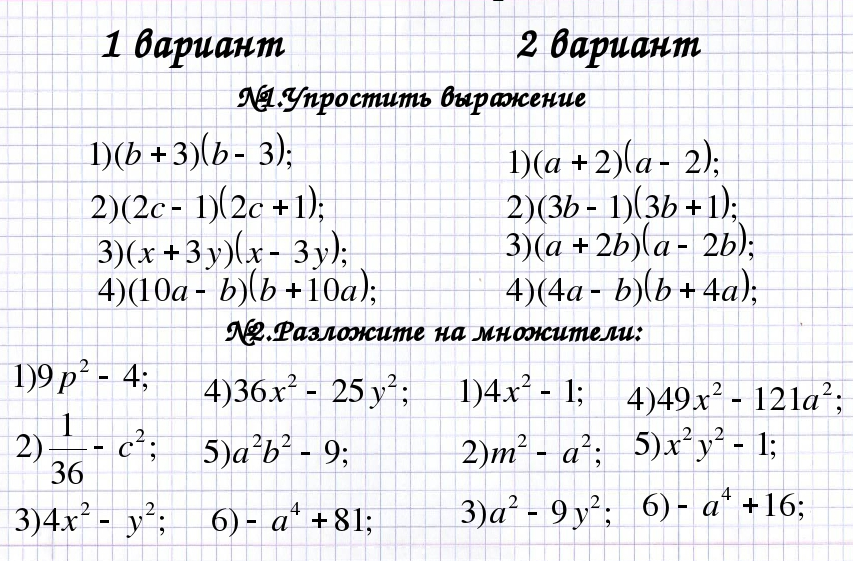 1 вариант 2 вариант
№1.Упростить выражение
1)(b + 3)(b - 3); 1)(a + 2)(a - 2);
2)(2c - 1)(2c + 1); 2)(3b - 1)(3b + 1);
3)(x + 3y)(x - 3y); 3)(a + 2b)(a - 2b);
4)(10a - b)(b + 10a); 4)(4a - b)(b + 4a);
№2.Разложите на множители:
1)9p² - 4; 4)36x² - 25y²; 1)4x² - 1; 4)49x² - 121a²;
2)1/36 - c²; 5)a²b² - 9; 2)m² - a²; 5)x²y² - 1;
3)4x² - y²; 6) - a⁴ + 81; 3)a² - 9y²; 6) - a⁴ + 16;